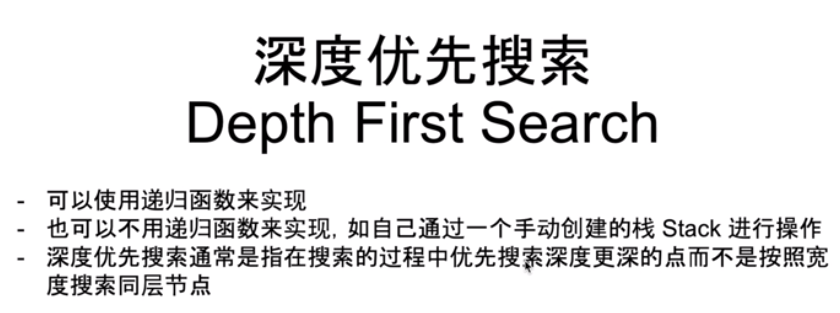 深度优先搜索
Depth First Search
- 可以使用递归函数来实现
- 也可以不用递归函数来实现, 如自己通过一个手动创建的栈 Stack 进行操作
- 深度优先搜索通常是指在搜索的过程中优先搜索深度更深的点而不是按照宽
度搜索同层节点